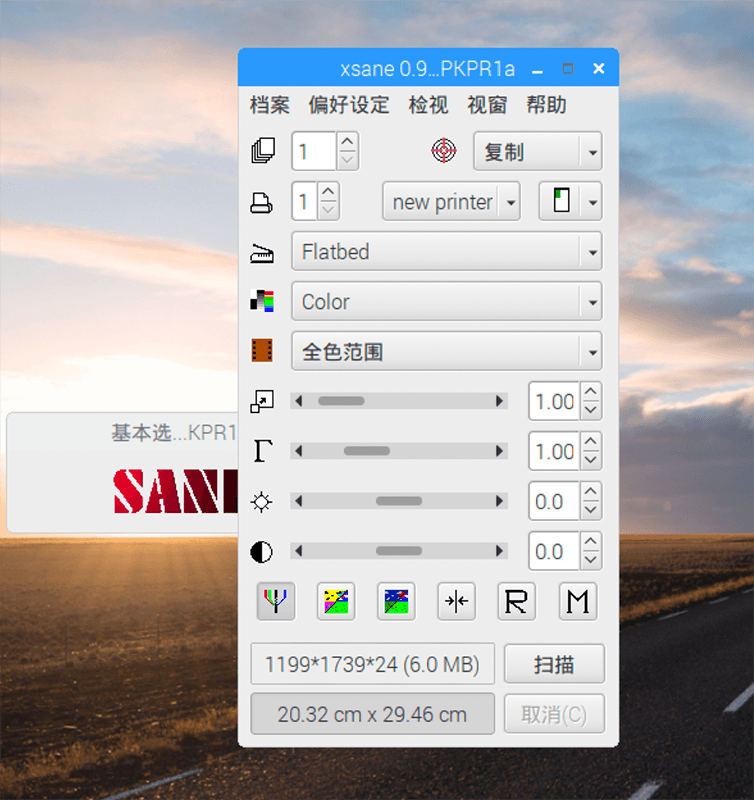 xsane 0.9...PKPR1a
档案 偏好设定 检视 视窗 帮助
1 复制
1 new printer
Flatbed
Color
全色范围
1.00
基本选...KPR1
1.00
SANE
0.0
0.0
R M
1199*1739*24 (6.0 MB) 扫描
20.32 cm x 29.46 cm 取消(C)